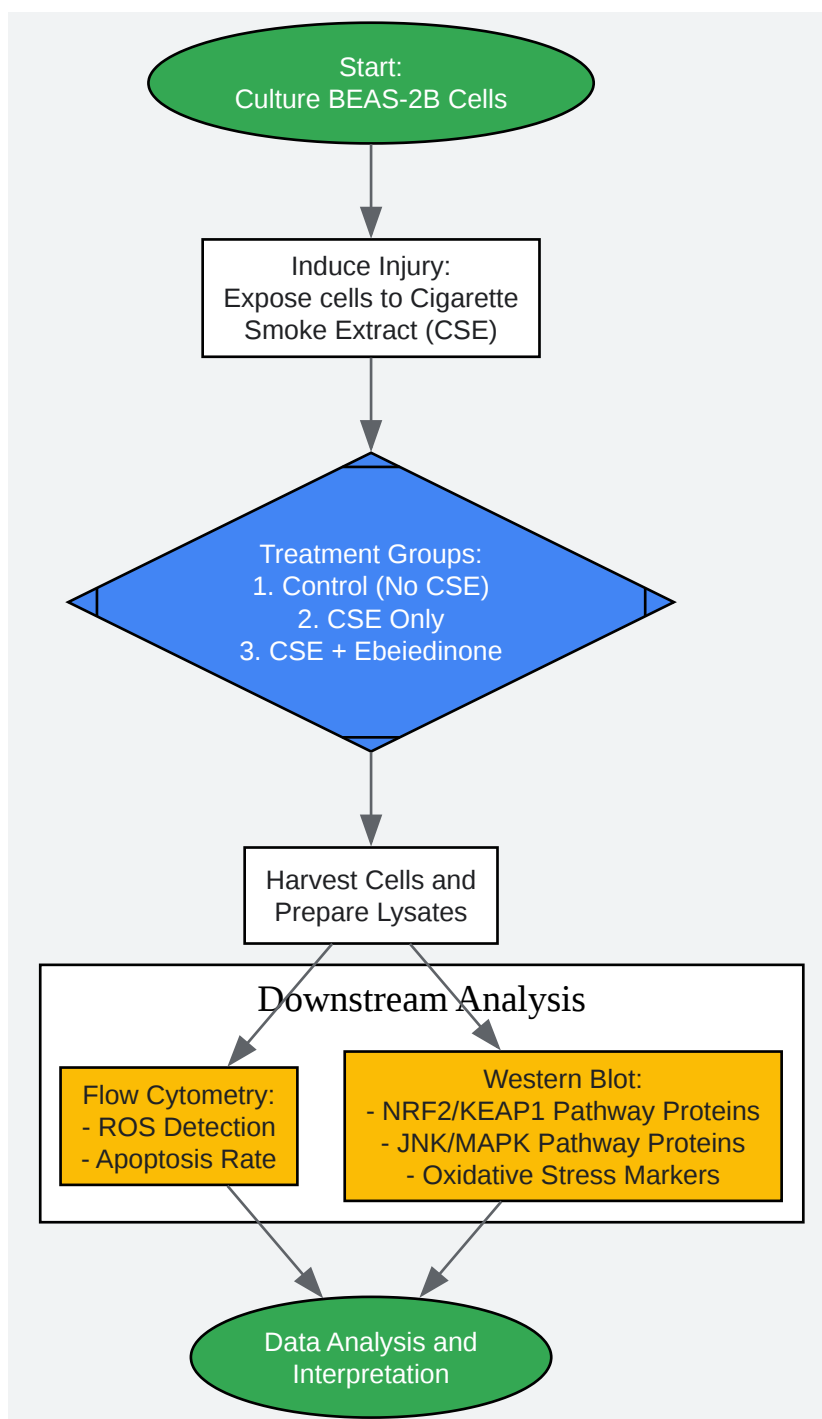 Start:
Culture BEAS-2B Cells
Induce Injury:
Expose cells to Cigarette
Smoke Extract (CSE)
Treatment Groups:
1. Control (No CSE)
2. CSE Only
3. CSE + Ebeiedinone
Harvest Cells and
Prepare Lysates
Downstream Analysis
Flow Cytometry:
- ROS Detection
- Apoptosis Rate
Western Blot:
- NRF2/KEAP1 Pathway Proteins
- JNK/MAPK Pathway Proteins
- Oxidative Stress Markers
Data Analysis and
Interpretation